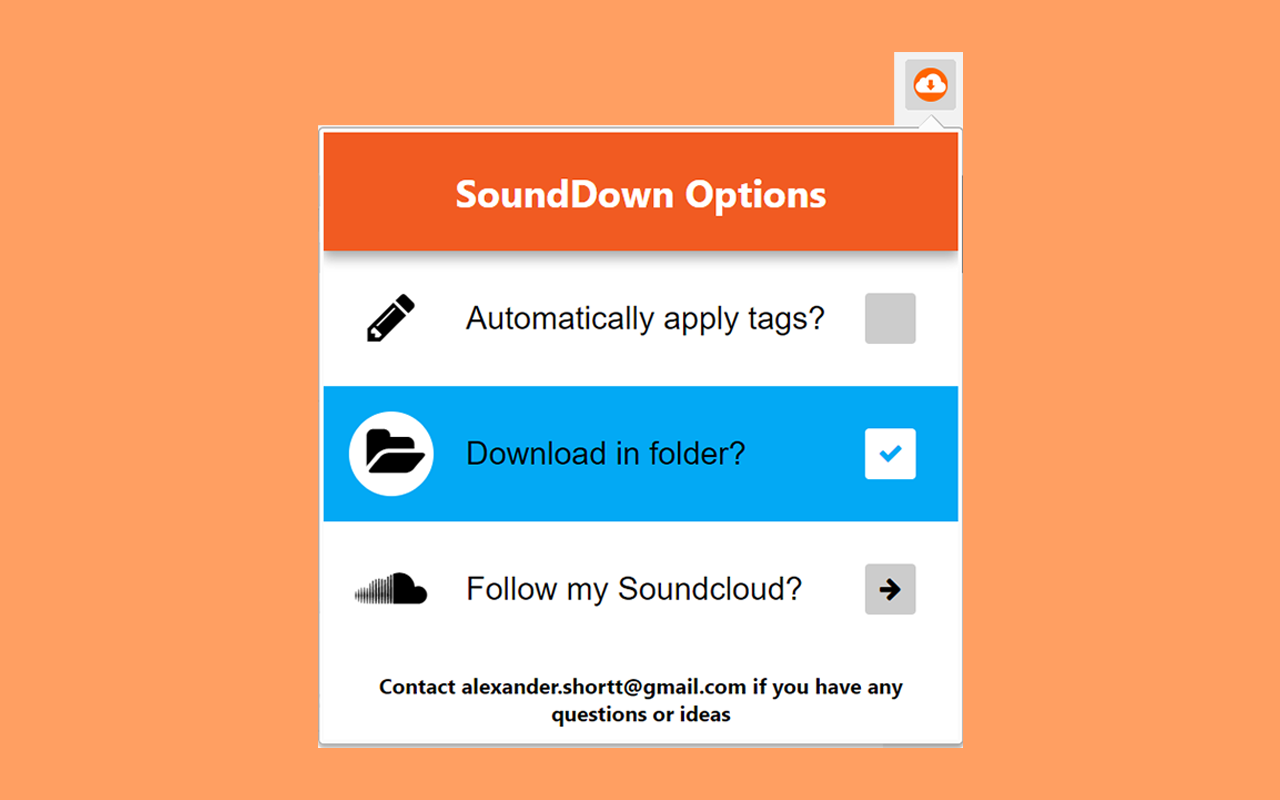 SoundDown Options
Automatically apply tags?
Download in folder?
Follow my Soundcloud?
Contact alexander.shortt@gmail.com if you have any
questions or ideas